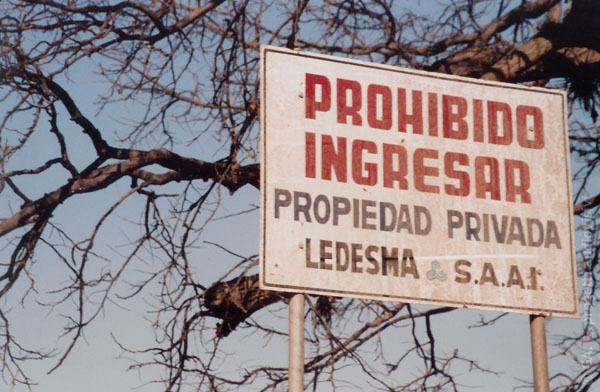 PROHIBIDO
INGRESAR
PROPIEDAD PRIVADA
LEDESMA S.A.A.I.